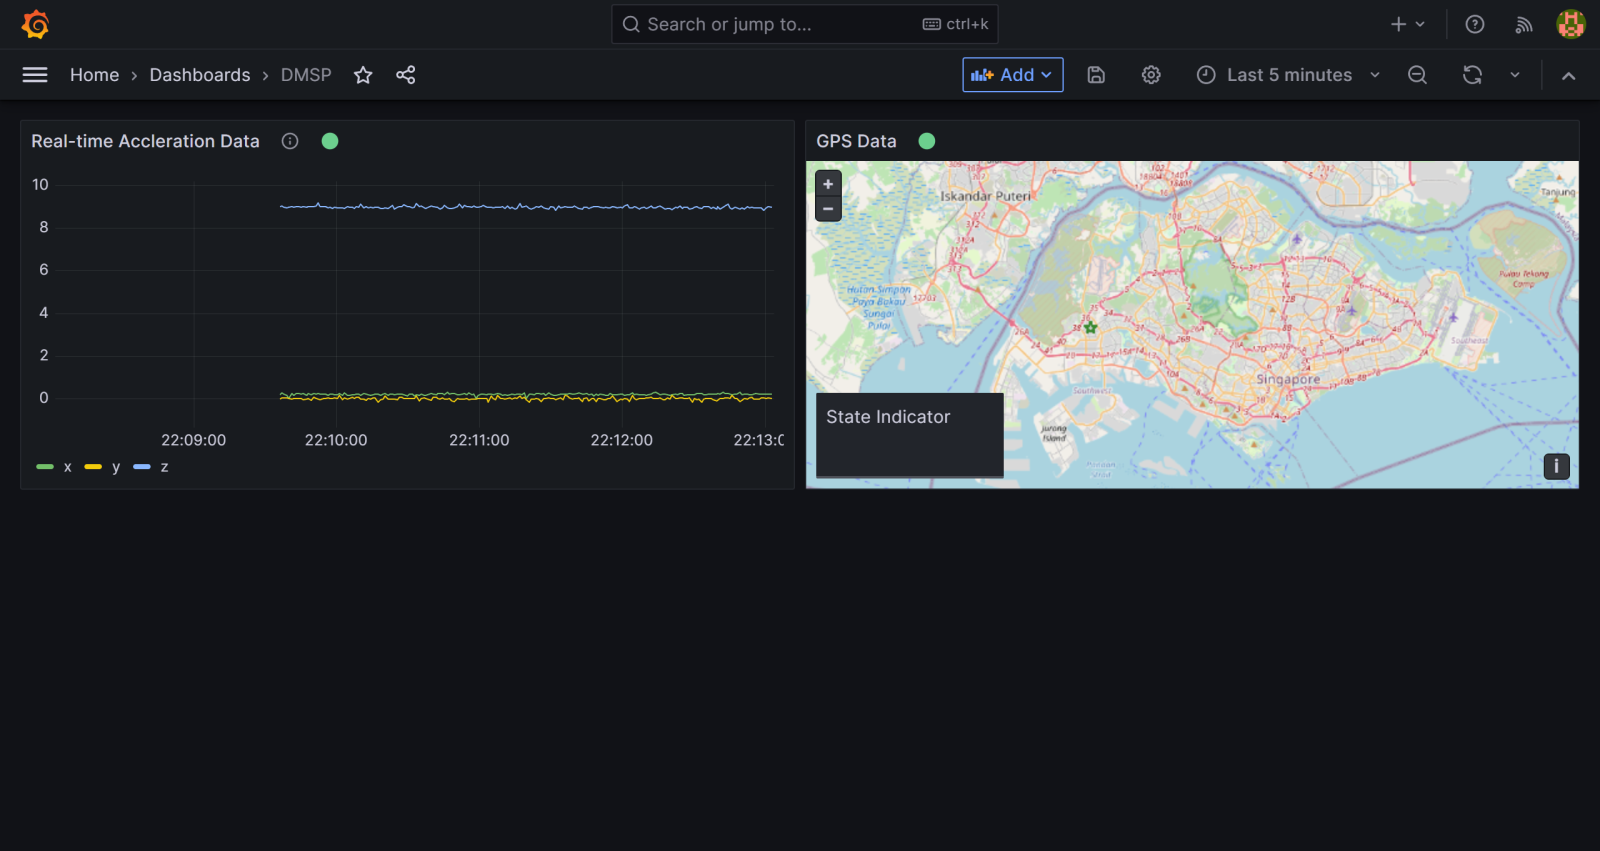 Search or jump to... ctrl+k
Home › Dashboards › DMSP Add Last 5 minutes
Real-time Accleration Data
10
8
6
4
2
0
22:09:00 22:10:00 22:11:00 22:12:00 22:13:0
x y z
GPS Data
+
−
Iskandar Puteri
Tanjung
Hutan Simpan
Paya Bakau
Sungai
Pulai
Pulau Tekong
Camp
Southeast
Singapore
Southwest
Jurong
Island
State Indicator
i